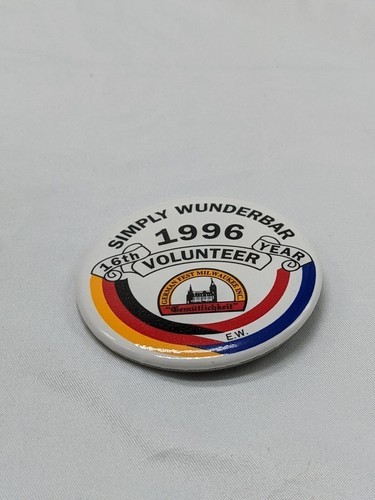 SIMPLY WUNDERBAR
1996
16th VOLUNTEER YEAR
GERMAN FEST MILWAUKEE INC.
"Gemütlichkeit"
E.W.